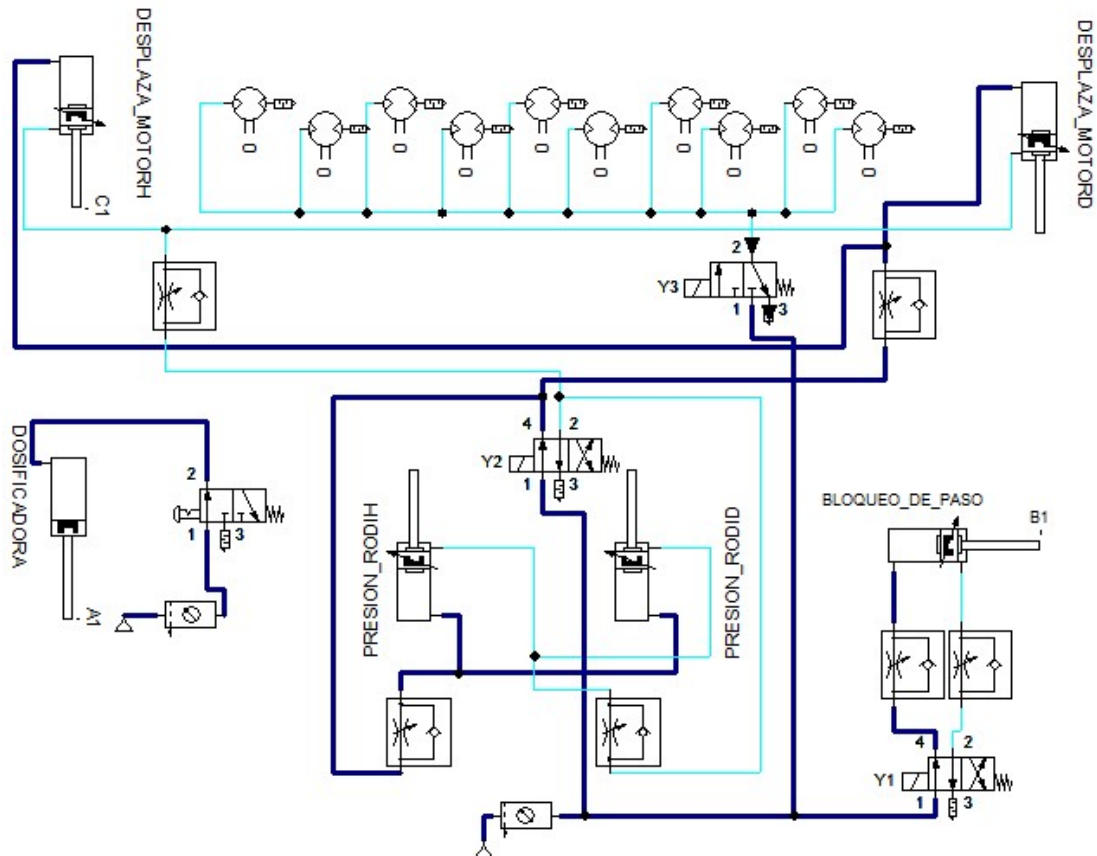 DESPLAZA_MOTORH
C1
0
0
0
0
0
0
0
0
0
0
DESPLAZA_MOTORD
2
Y3
1
3
DOSIFICADORA
2
1
3
A1
4
2
Y2
1
3
PRESION_RODIH
PRESION_RODID
BLOQUEO_DE_PASO
B1
4
2
Y1
1
3